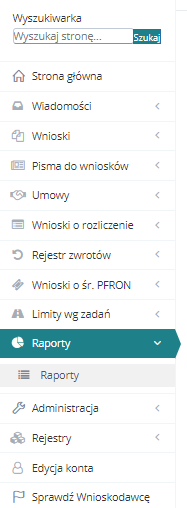 Wyszukiwarka
Wyszukaj stronę... Szukaj
Strona główna
Wiadomości
Wnioski
Pisma do wniosków
Umowy
Wnioski o rozliczenie
Rejestr zwrotów
Wnioski o śr. PFRON
Limity wg zadań
Raporty
Raporty
Administracja
Rejestry
Edycja konta
Sprawdź Wnioskodawcę